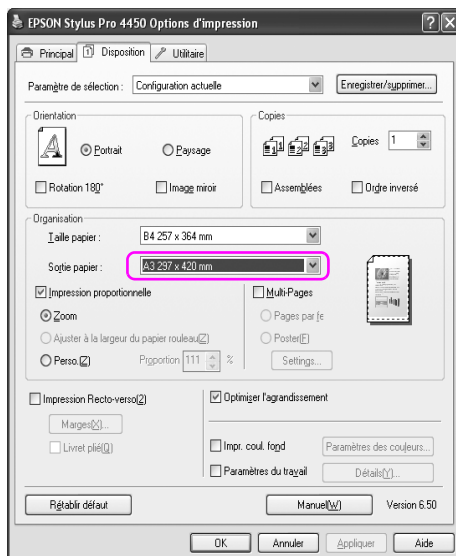 EPSON Stylus Pro 4450 Options d'impression
Principal Disposition Utilitaire
Paramètre de sélection : Configuration actuelle Enregistrer/supprimer...
Orientation Copies
A Portrait Paysage Copies 1
Rotation 180° Image miroir Assemblées Ordre inversé
Organisation
Taille papier : B4 257 x 364 mm
Sortie papier : A3 297 x 420 mm
Impression proportionnelle Multi-Pages
Zoom Pages par fe
Ajuster à la largeur du papier rouleau(Z) Poster(F)
Perso.(Z) Proportion 111 % Settings...
Impression Recto-verso(2) Optimiser l'agrandissement
Marges(X)...
Livret plié(Q) Impr. coul. fond Paramètres des couleurs...
Paramètres du travail Détails(Y)...
Rétablir défaut Manuel(W) Version 6.50
OK Annuler Appliquer Aide